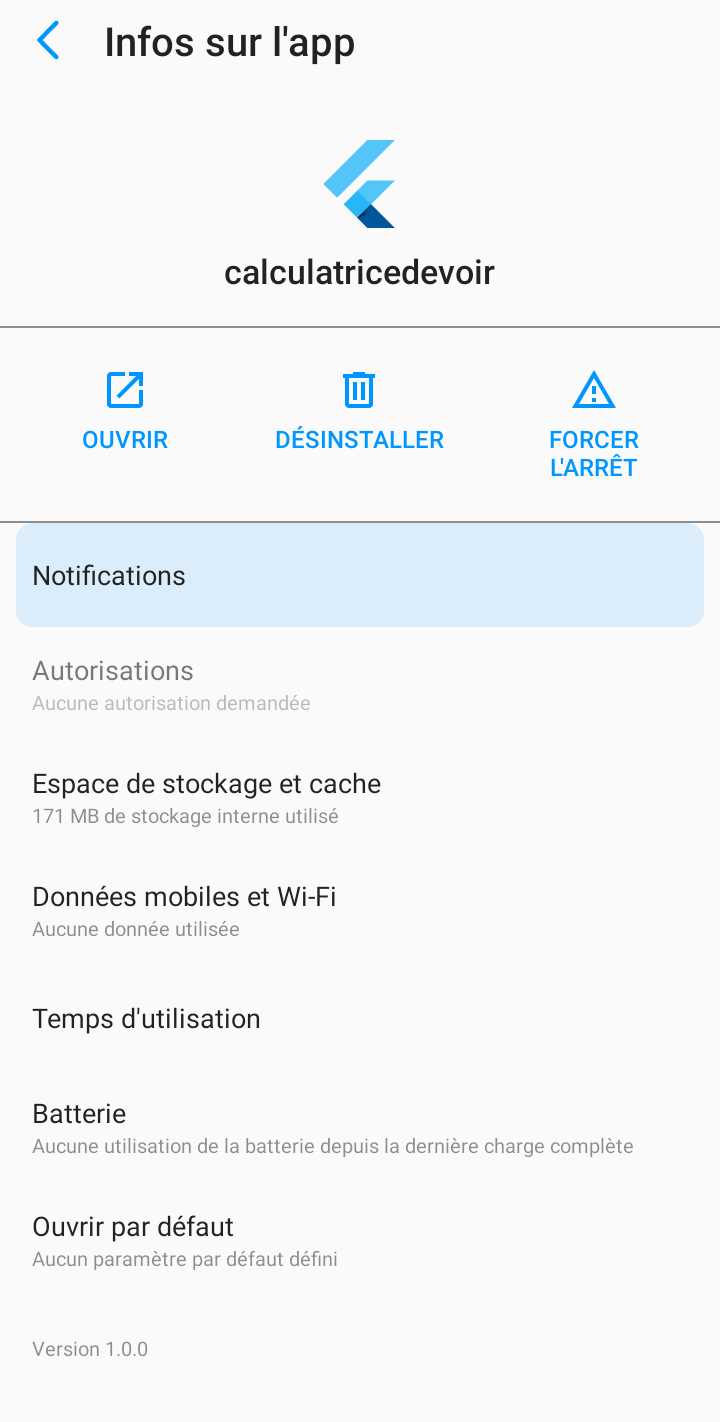 Infos sur l'app
calculatricedevoir
OUVRIR
DÉSINSTALLER
FORCER
L'ARRÊT
Notifications
Autorisations
Aucune autorisation demandée
Espace de stockage et cache
171 MB de stockage interne utilisé
Données mobiles et Wi-Fi
Aucune donnée utilisée
Temps d'utilisation
Batterie
Aucune utilisation de la batterie depuis la dernière charge complète
Ouvrir par défaut
Aucun paramètre par défaut défini
Version 1.0.0